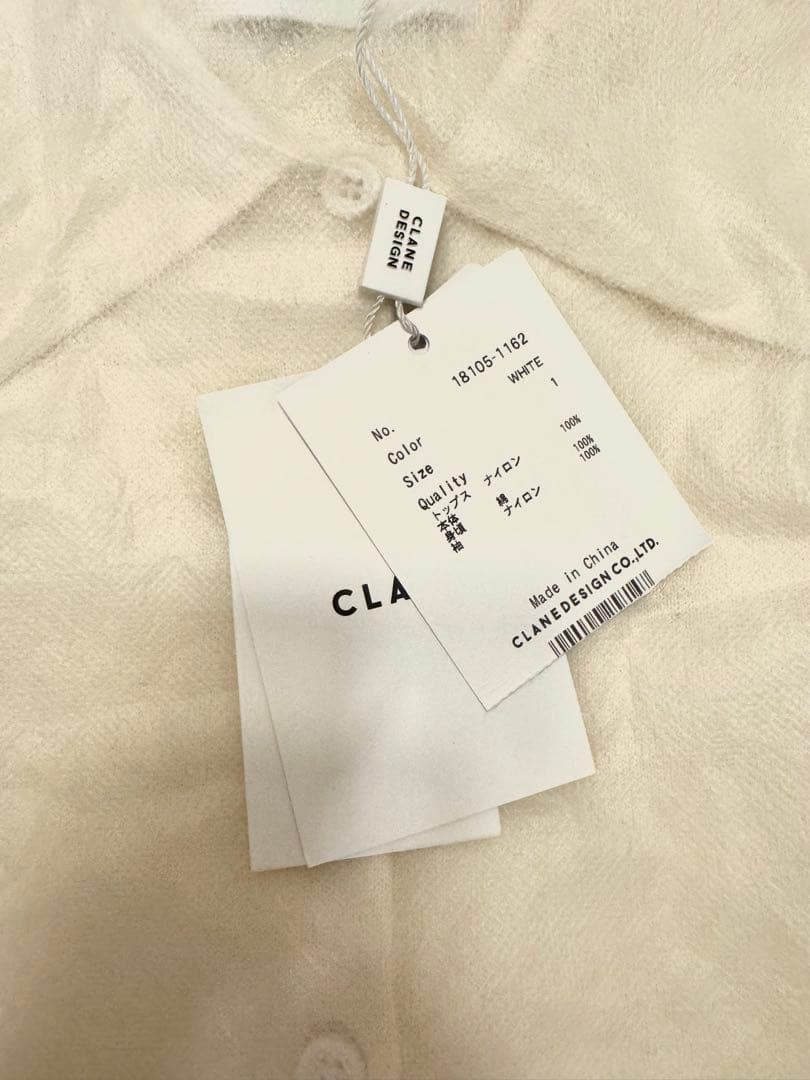 CLANE
DESIGN
No. 18105-1162
Color WHITE
Size 1
Quality
トップス ナイロン 100%
本体
身頃 綿 100%
袖 ナイロン 100%
Made in China
CLANE DESIGN CO.,LTD.
CLA